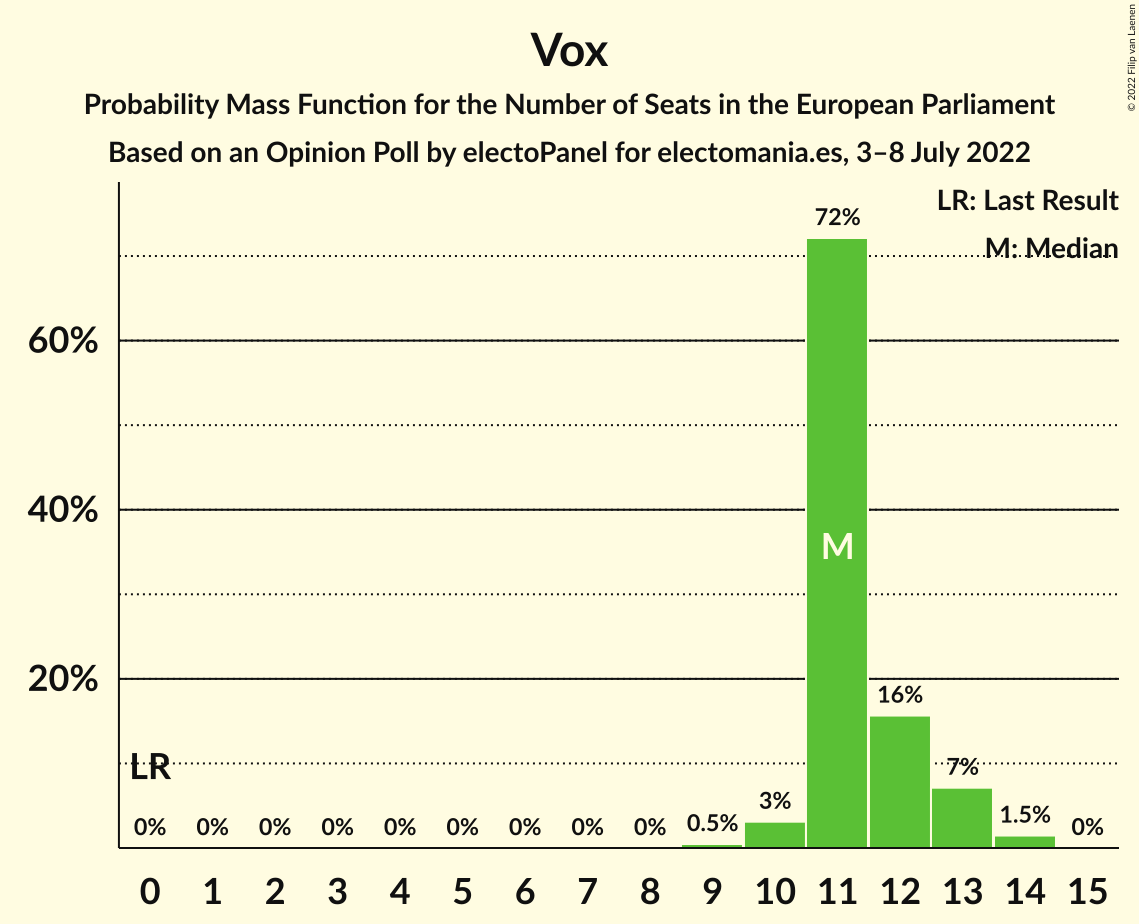 Vox
Probability Mass Function for the Number of Seats in the European Parliament
Based on an Opinion Poll by electoPanel for electomania.es, 3–8 July 2022
© 2022 Filip van Laenen
LR: Last Result
M: Median
72%
60%
40%
M
20%
16%
LR
7%
3%
1.5%
0% 0% 0% 0% 0% 0% 0% 0% 0% 0.5% 0%
0 1 2 3 4 5 6 7 8 9 10 11 12 13 14 15